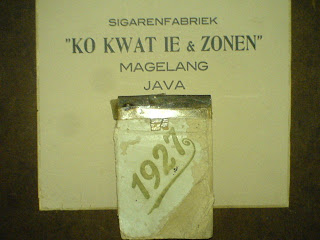 SIGARENFABRIEK
"KO KWAT IE & ZONEN"
MAGELANG
JAVA
1927